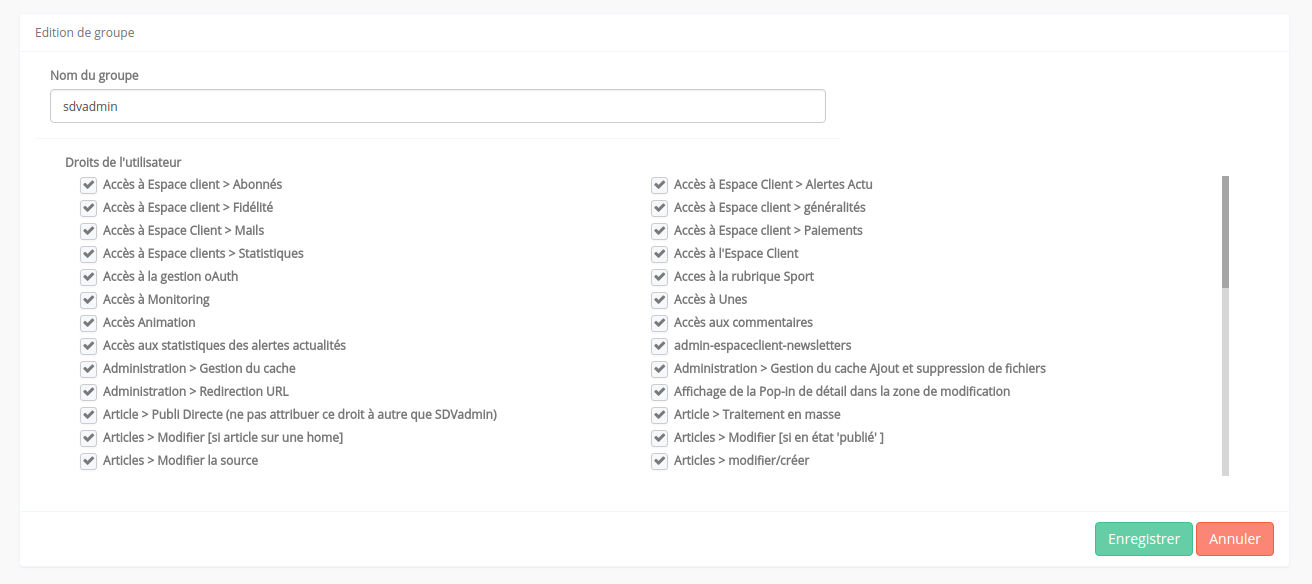 Edition de groupe
Nom du groupe
sdvadmin
Droits de l'utilisateur
Accès à Espace client > Abonnés
Accès à Espace Client > Alertes Actu
Accès à Espace client > Fidélité
Accès à Espace client > généralités
Accès à Espace Client > Mails
Accès à Espace client > Paiements
Accès à Espace clients > Statistiques
Accès à l'Espace Client
Accès à la gestion oAuth
Acces à la rubrique Sport
Accès à Monitoring
Accès à Unes
Accès Animation
Accès aux commentaires
Accès aux statistiques des alertes actualités
admin-espaceclient-newsletters
Administration > Gestion du cache
Administration > Gestion du cache Ajout et suppression de fichiers
Administration > Redirection URL
Affichage de la Pop-in de détail dans la zone de modification
Article > Publi Directe (ne pas attribuer ce droit à autre que SDVadmin)
Article > Traitement en masse
Articles > Modifier [si article sur une home]
Articles > Modifier [si en état 'publié' ]
Articles > Modifier la source
Articles > modifier/créer
Enregistrer
Annuler